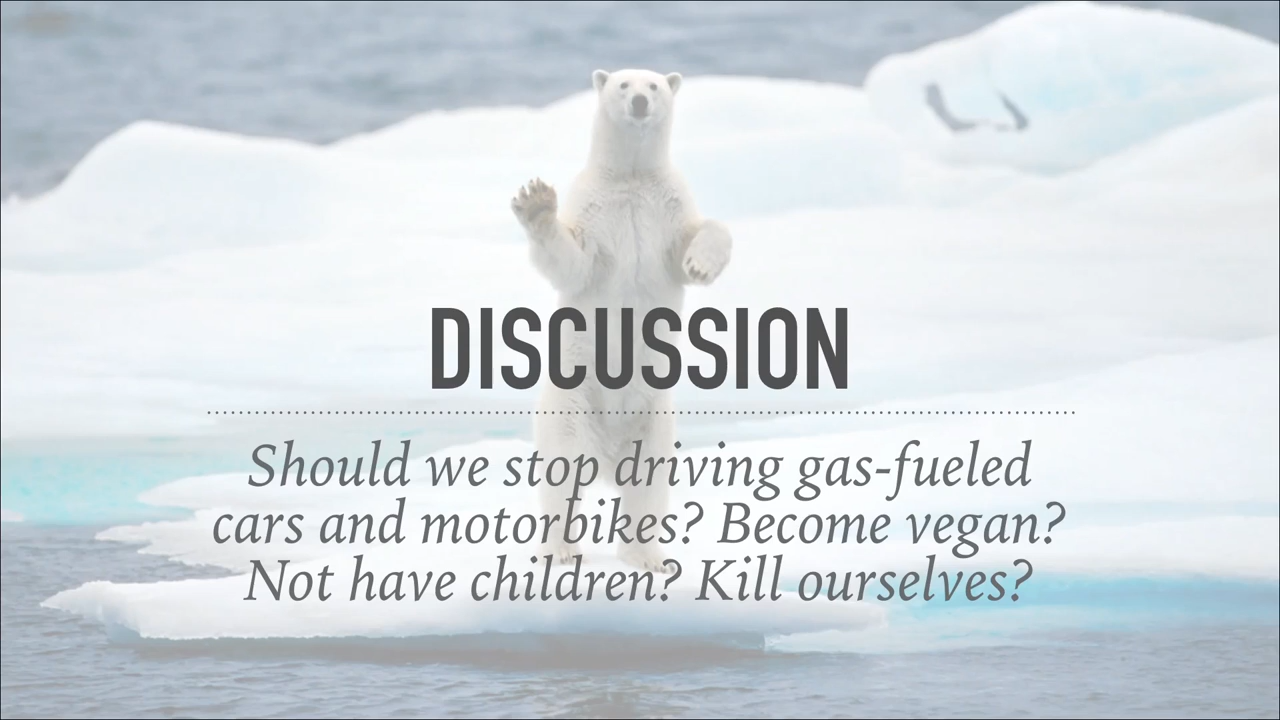 DISCUSSION
Should we stop driving gas-fueled
cars and motorbikes? Become vegan?
Not have children? Kill ourselves?